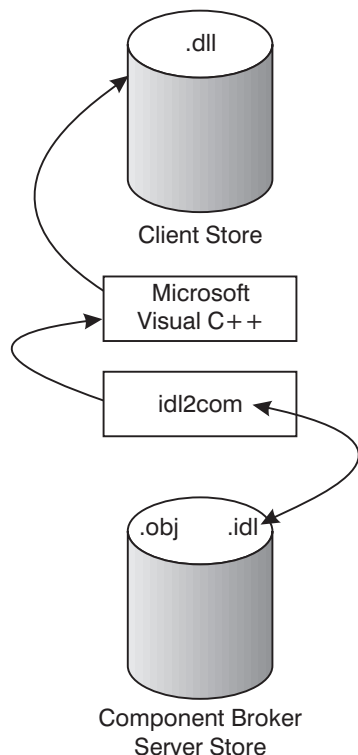 .dll
Client Store
Microsoft
Visual C++
idl2com
.obj .idl
Component Broker
Server Store